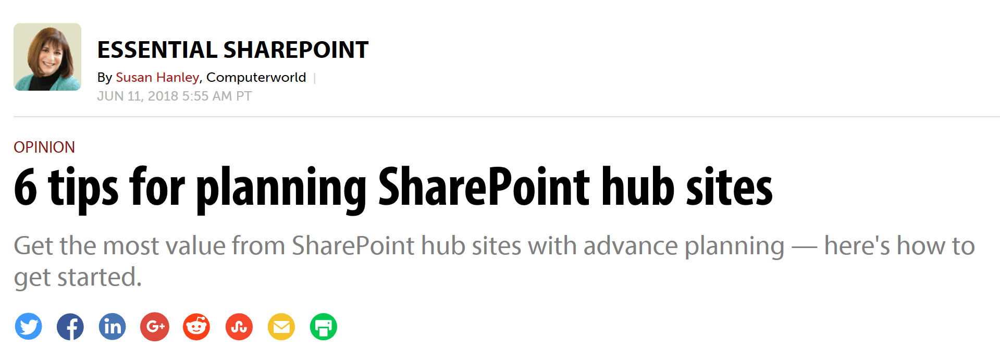 ESSENTIAL SHAREPOINT
By Susan Hanley, Computerworld |
JUN 11, 2018 5:55 AM PT
OPINION
6 tips for planning SharePoint hub sites
Get the most value from SharePoint hub sites with advance planning — here's how to
get started.
f in G+